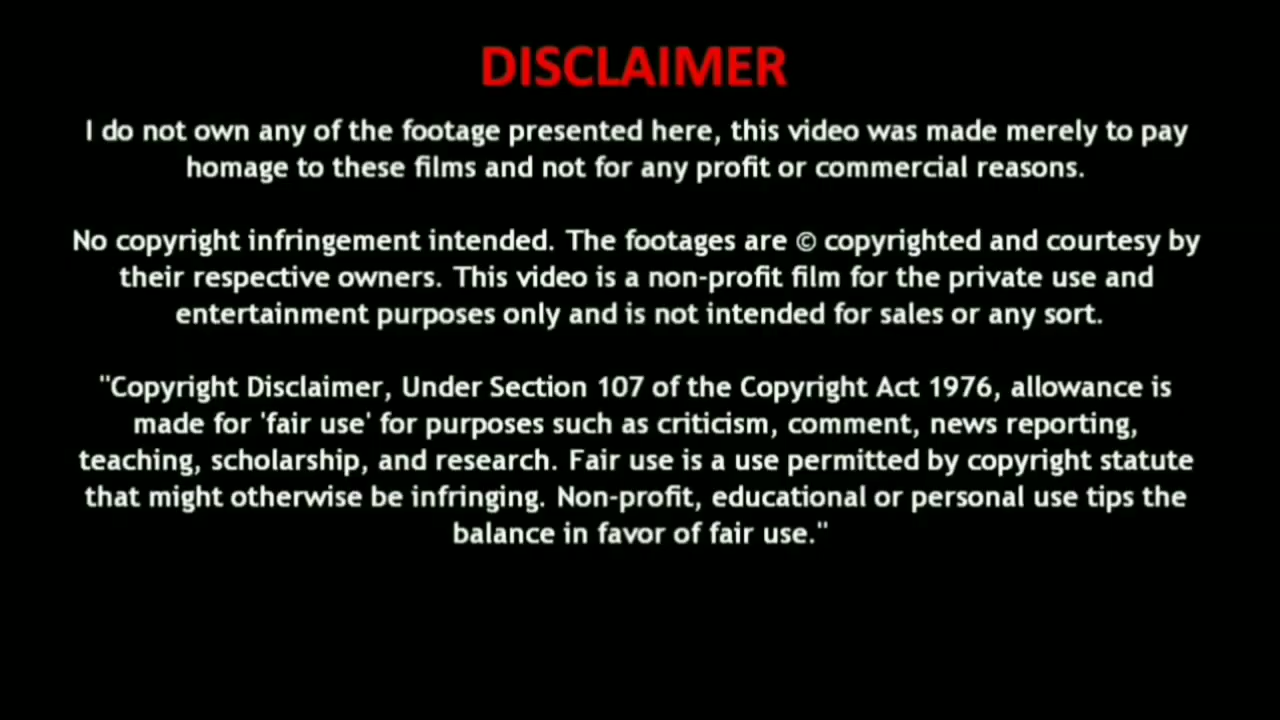 DISCLAIMER
I do not own any of the footage presented here, this video was made merely to pay
homage to these films and not for any profit or commercial reasons.
No copyright infringement intended. The footages are © copyrighted and courtesy by
their respective owners. This video is a non-profit film for the private use and
entertainment purposes only and is not intended for sales or any sort.
"Copyright Disclaimer, Under Section 107 of the Copyright Act 1976, allowance is
made for 'fair use' for purposes such as criticism, comment, news reporting,
teaching, scholarship, and research. Fair use is a use permitted by copyright statute
that might otherwise be infringing. Non-profit, educational or personal use tips the
balance in favor of fair use."